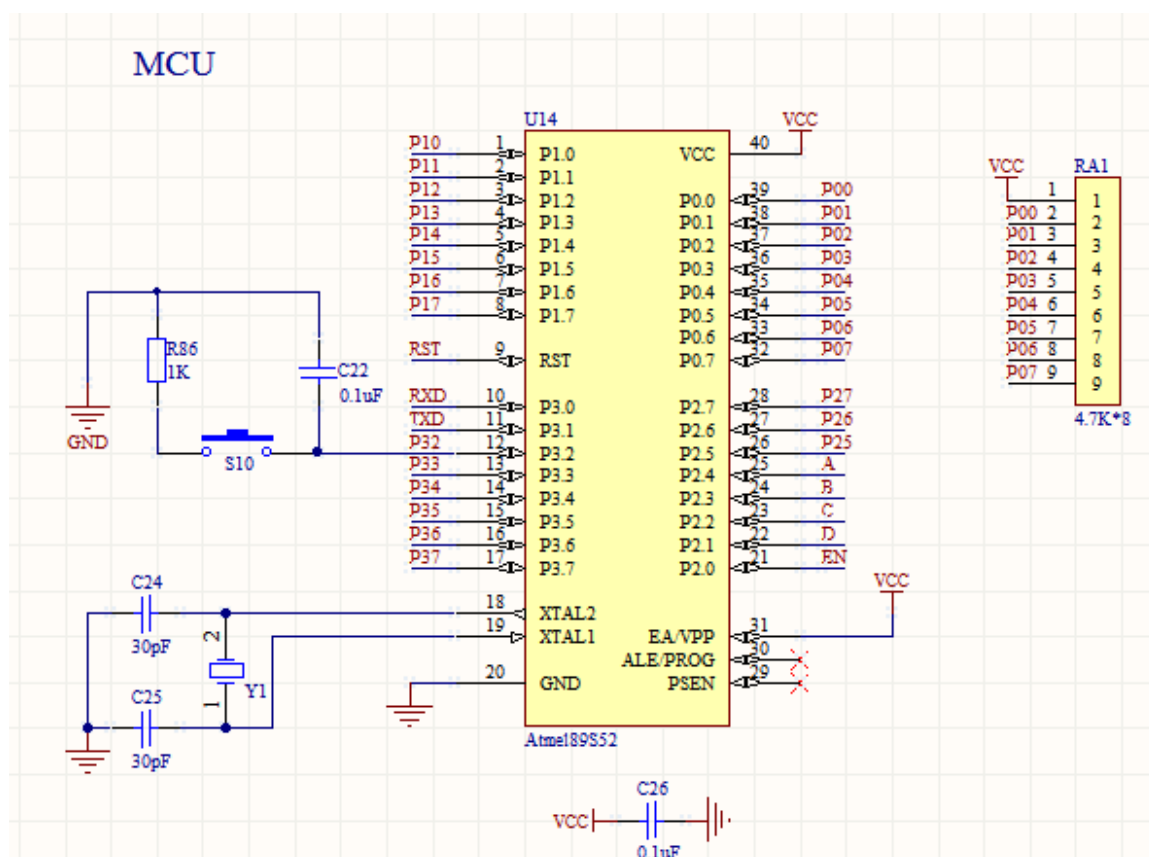 MCU
U14
VCC
P10 1 P1.0 VCC 40
P11 2 P1.1
P12 3 P1.2 P0.0 39 P00
P13 4 P1.3 P0.1 38 P01
P14 5 P1.4 P0.2 37 P02
P15 6 P1.5 P0.3 36 P03
P16 7 P1.6 P0.4 35 P04
P17 8 P1.7 P0.5 34 P05
P0.6 33 P06
RST 9 RST P0.7 32 P07
RXD 10 P3.0 P2.7 28 P27
TXD 11 P3.1 P2.6 27 P26
P32 12 P3.2 P2.5 26 P25
P33 13 P3.3 P2.4 25 A
P34 14 P3.4 P2.3 24 B
P35 15 P3.5 P2.2 23 C
P36 16 P3.6 P2.1 22 D
P37 17 P3.7 P2.0 21 EN
18 XTAL2
19 XTAL1 EA/VPP 31
VCC
ALE/PROG 30
20 GND PSEN 29
Atmel89S52
R86
1K
C22
0.1uF
GND
S10
C24
30pF
2
Y1
1
C25
30pF
VCC RA1
1 1
P00 2 2
P01 3 3
P02 4 4
P03 5 5
P04 6 6
P05 7 7
P06 8 8
P07 9 9
4.7K*8
C26
VCC
0.1uF